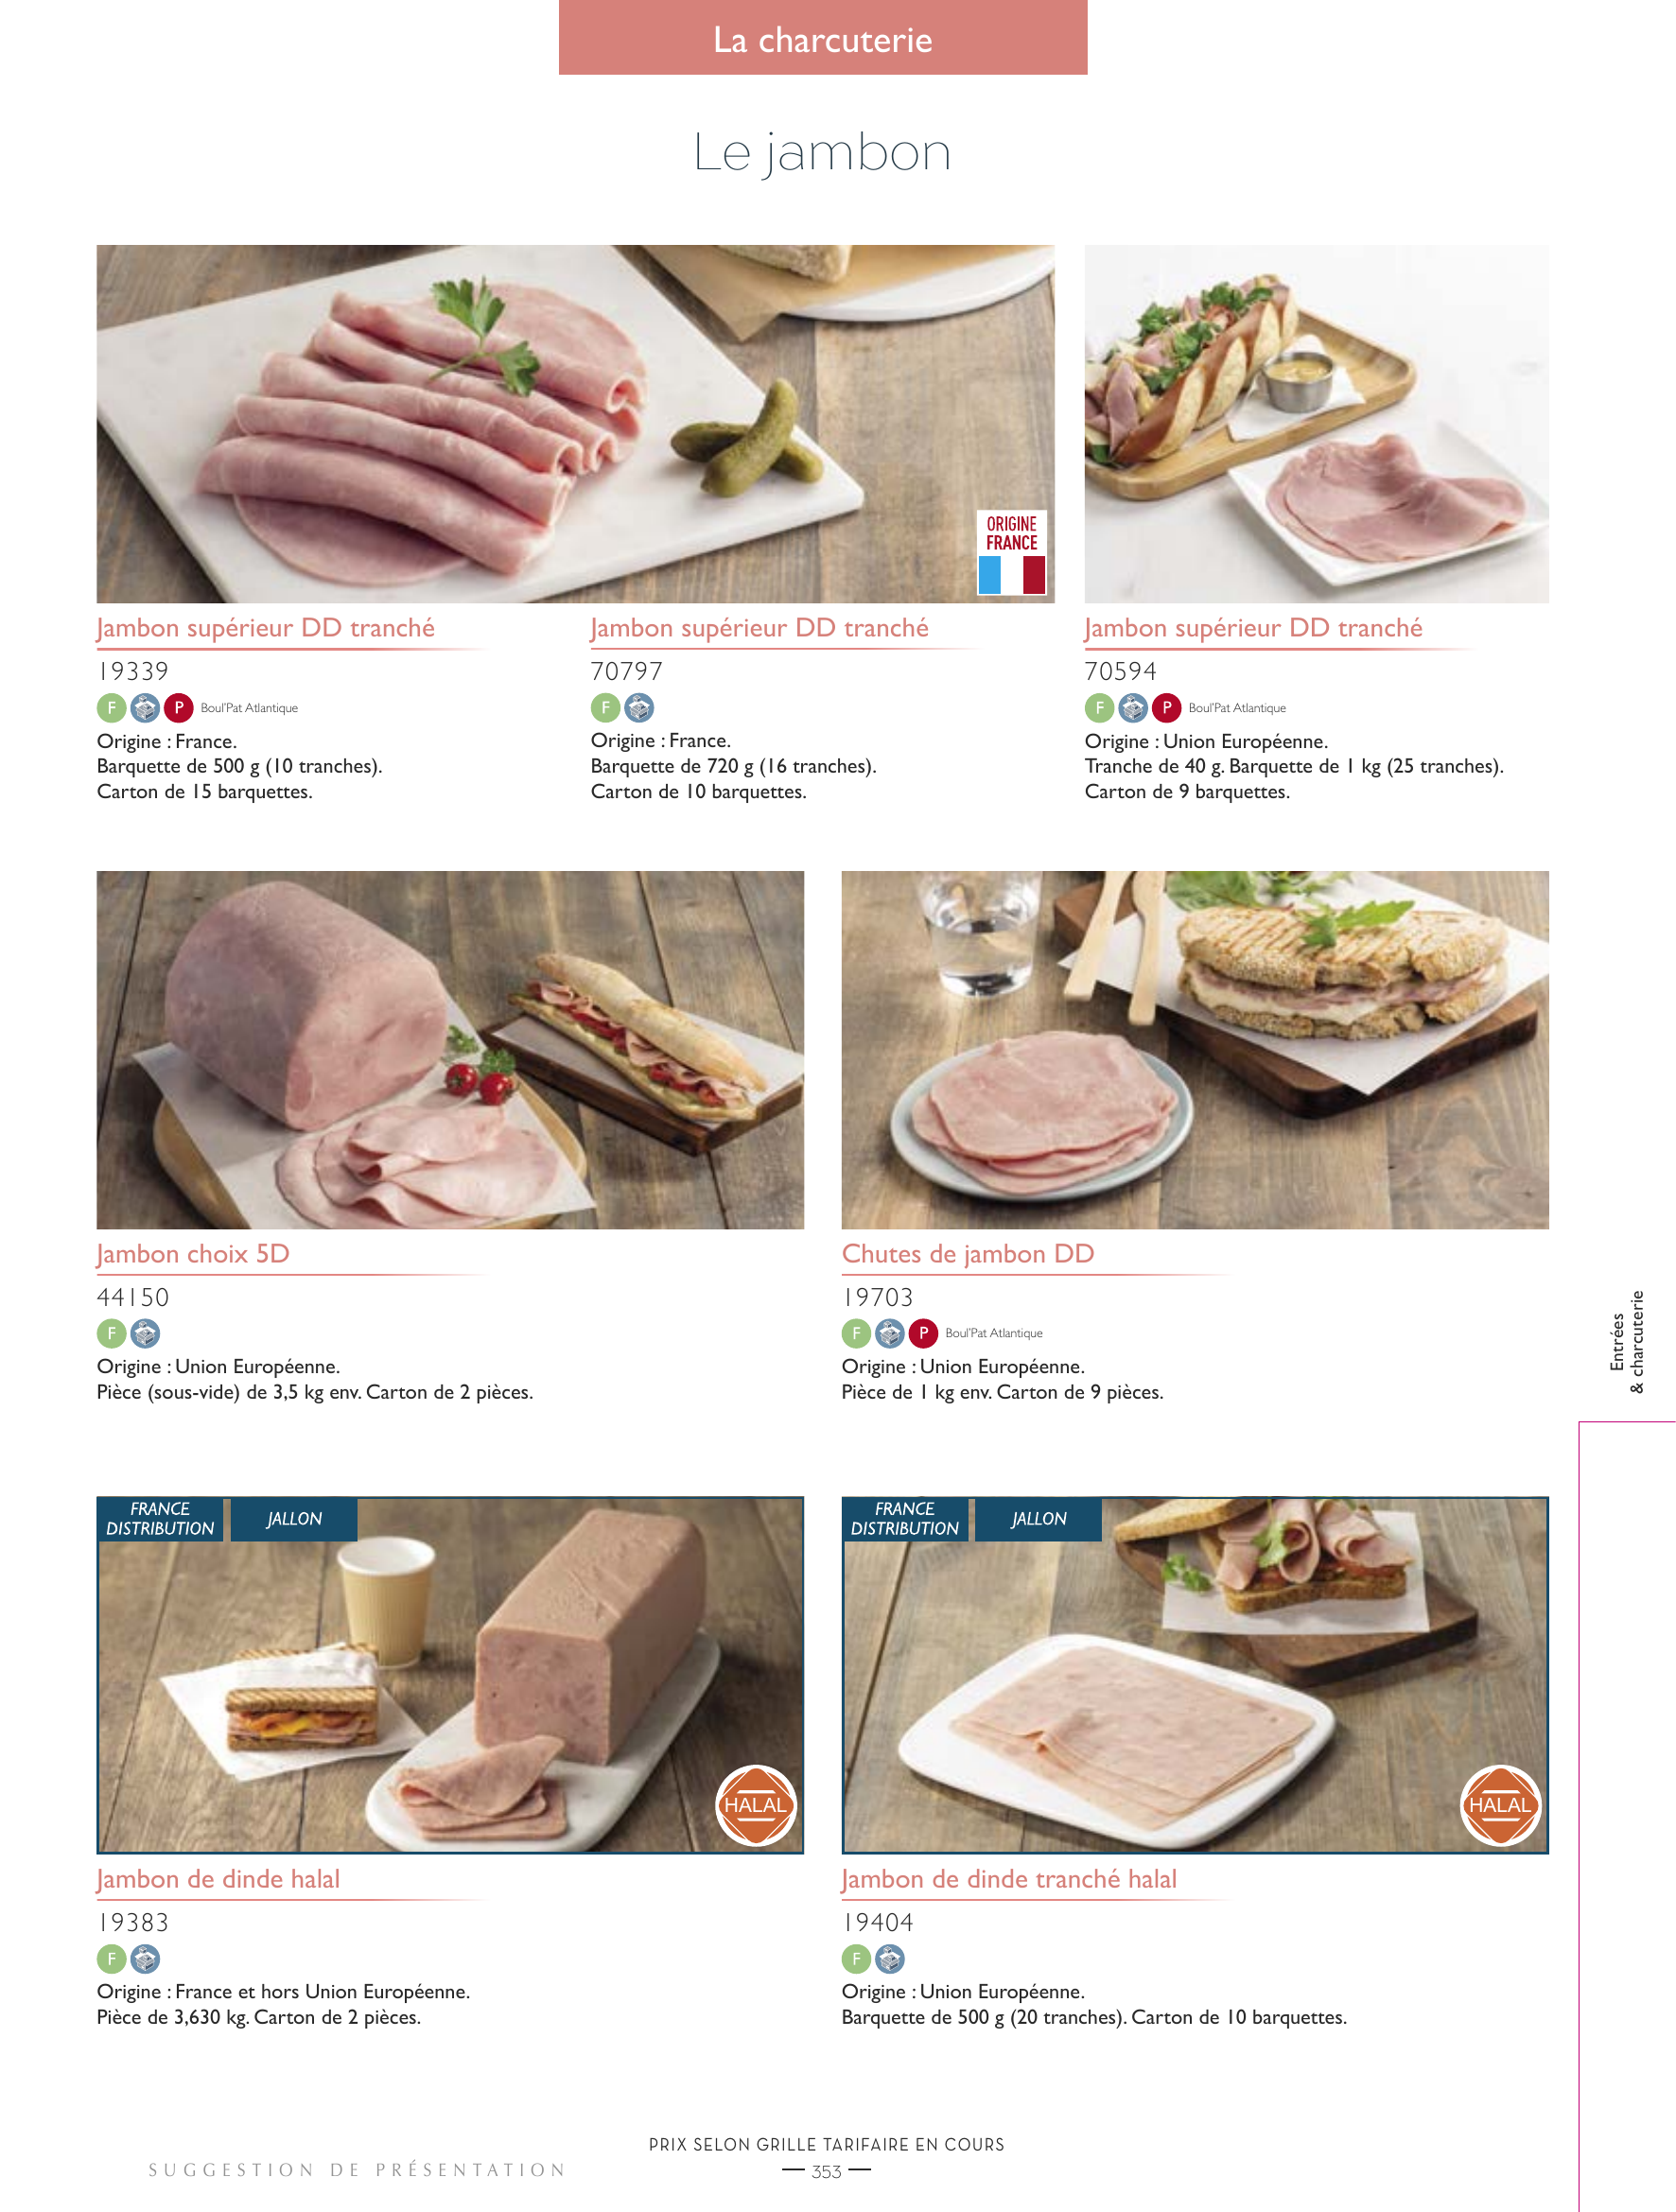 La charcuterie
Le jambon
ORIGINE
FRANCE
Jambon supérieur DD tranché
19339
F P Boul'Pat Atlantique
Origine : France.
Barquette de 500 g (10 tranches).
Carton de 15 barquettes.
Jambon supérieur DD tranché
70797
F
Origine : France.
Barquette de 720 g (16 tranches).
Carton de 10 barquettes.
Jambon supérieur DD tranché
70594
F P Boul'Pat Atlantique
Origine : Union Européenne.
Tranche de 40 g. Barquette de 1 kg (25 tranches).
Carton de 9 barquettes.
Jambon choix 5D
44150
F
Origine : Union Européenne.
Pièce (sous-vide) de 3,5 kg env. Carton de 2 pièces.
Chutes de jambon DD
19703
F P Boul'Pat Atlantique
Origine : Union Européenne.
Pièce de 1 kg env. Carton de 9 pièces.
Entrées
& charcuterie
FRANCE
DISTRIBUTION
JALLON
HALAL
Jambon de dinde halal
19383
F
Origine : France et hors Union Européenne.
Pièce de 3,630 kg. Carton de 2 pièces.
FRANCE
DISTRIBUTION
JALLON
HALAL
Jambon de dinde tranché halal
19404
F
Origine : Union Européenne.
Barquette de 500 g (20 tranches). Carton de 10 barquettes.
PRIX SELON GRILLE TARIFAIRE EN COURS
SUGGESTION DE PRÉSENTATION
353